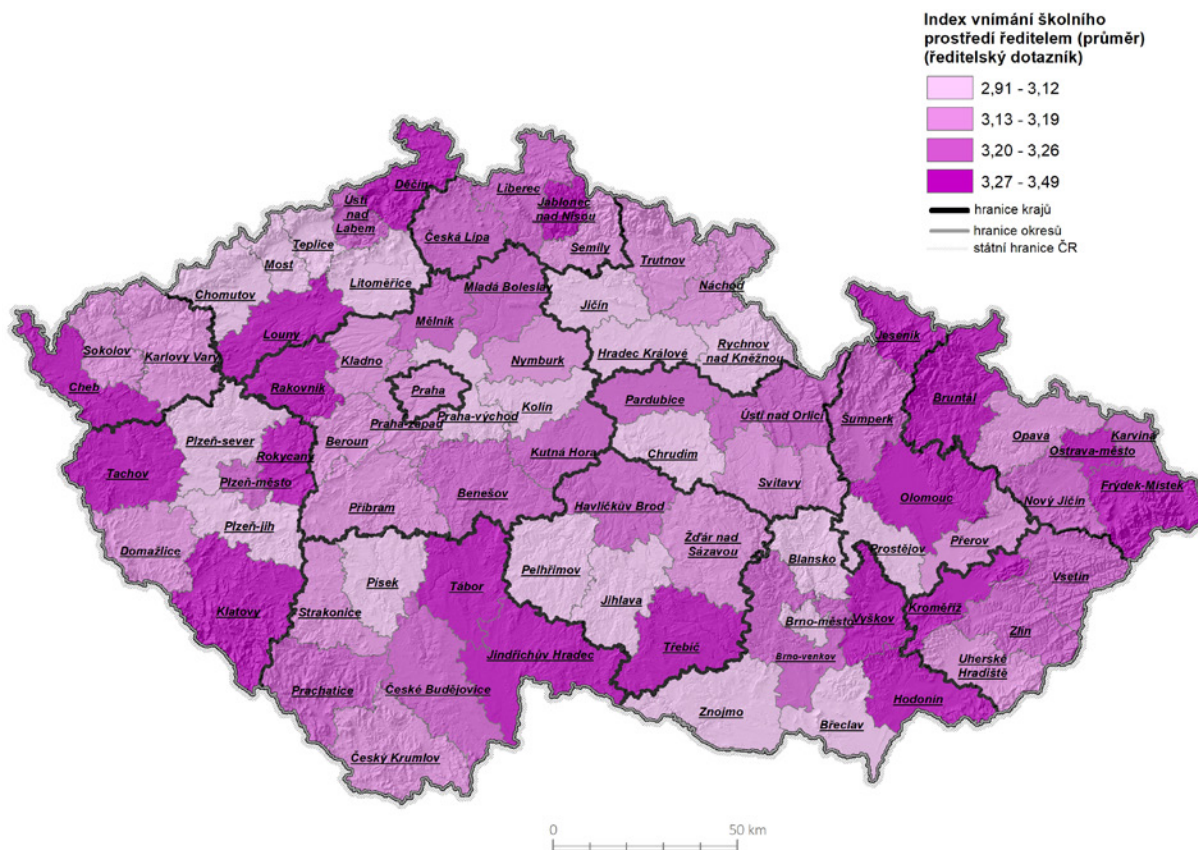 Index vnímání školního
prostředí ředitelem (průměr)
(ředitelský dotazník)
2,91 - 3,12
3,13 - 3,19
3,20 - 3,26
3,27 - 3,49
hranice krajů
hranice okresů
státní hranice ČR
Děčín
Ústí
nad
Labem
Liberec
Jablonec
nad Nisou
Teplice
Česká Lípa
Semily
Most
Trutnov
Chomutov
Litoměřice
Mladá Boleslav
Jičín
Náchod
Louny
Mělník
Jeseník
Sokolov
Karlovy Vary
Kladno
Nymburk
Hradec Králové
Rychnov
nad Kněžnou
Cheb
Rakovník
Praha
Kolín
Pardubice
Bruntál
Praha-západ
Praha-východ
Ústí nad Orlicí
Šumperk
Plzeň-sever
Beroun
Opava
Karviná
Rokycany
Kutná Hora
Chrudim
Ostrava-město
Tachov
Plzeň-město
Benešov
Svitavy
Olomouc
Nový Jičín
Frýdek-Místek
Příbram
Havlíčkův Brod
Plzeň-jih
Žďár nad
Sázavou
Prostějov
Přerov
Domažlice
Blansko
Pelhřimov
Vsetín
Písek
Tábor
Jihlava
Klatovy
Strakonice
Kroměříž
Brno-město
Vyškov
Zlín
Třebíč
Jindřichův Hradec
Brno-venkov
Uherské
Hradiště
Prachatice
České Budějovice
Hodonín
Znojmo
Břeclav
Český Krumlov
0
50 km